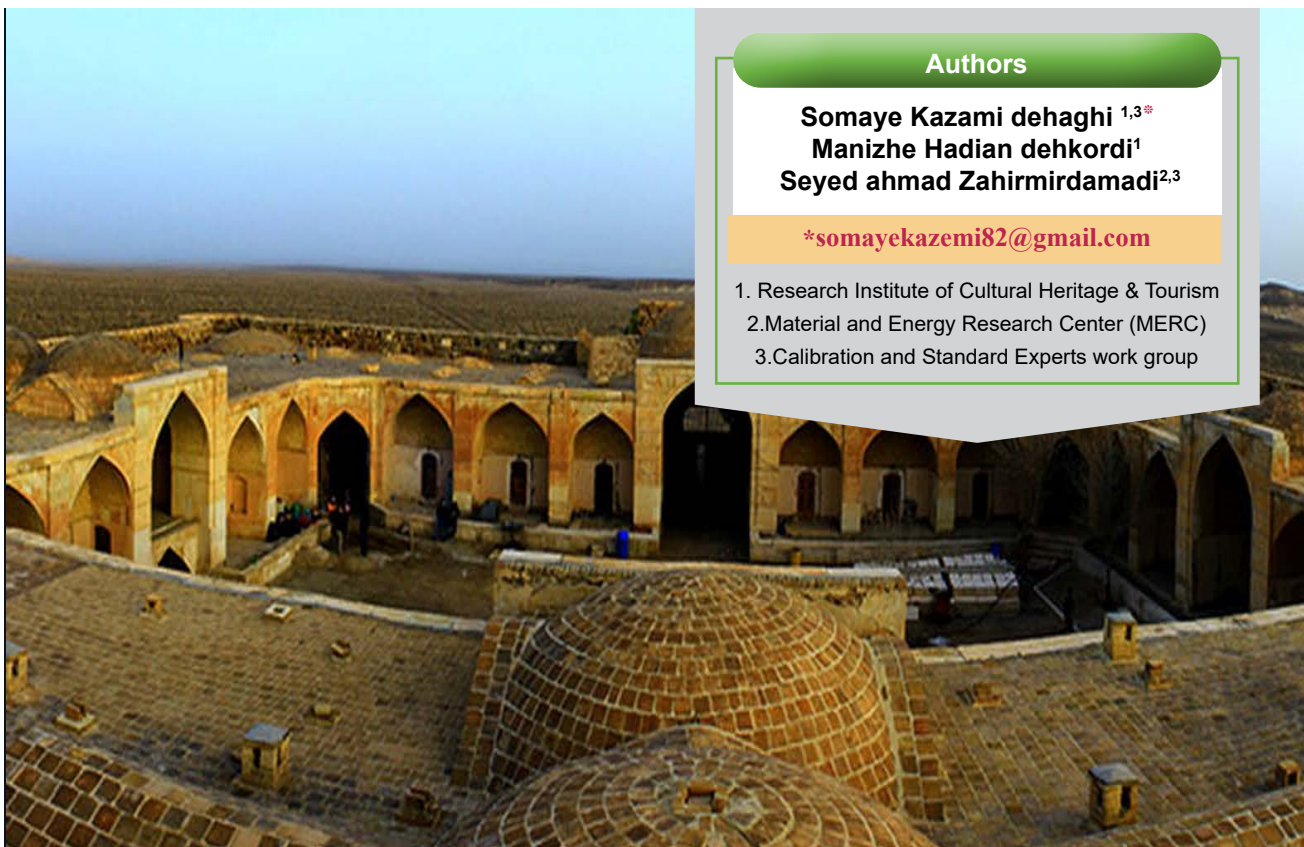 Authors
Somaye Kazami dehaghi 1,3*
Manizhe Hadian dehkordi1
Seyed ahmad Zahirmirdamadi2,3
*somayekazemi82@gmail.com
1. Research Institute of Cultural Heritage & Tourism
2.Material and Energy Research Center (MERC)
3.Calibration and Standard Experts work group